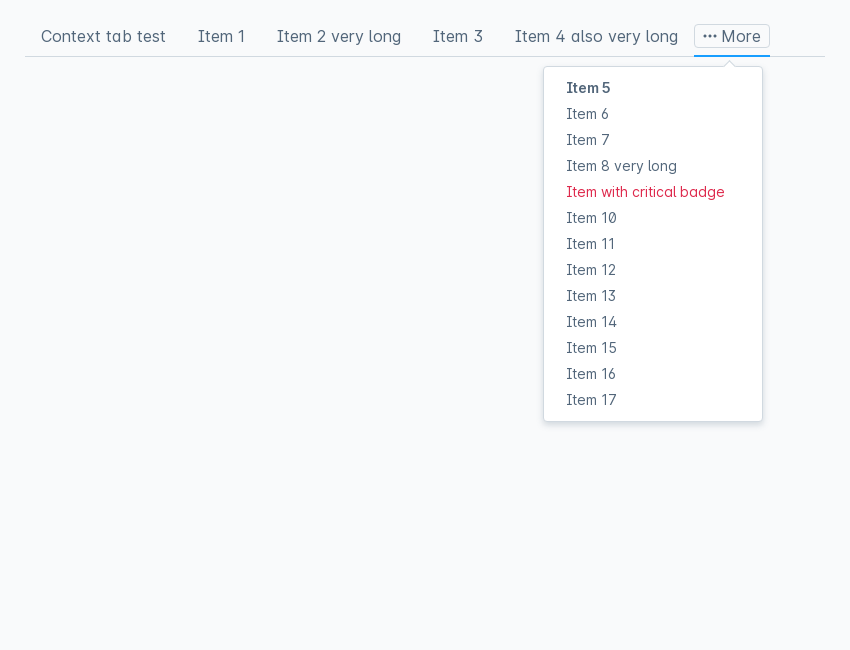 Context tab test Item 1 Item 2 very long Item 3 Item 4 also very long ··· More
Item 5
Item 6
Item 7
Item 8 very long
Item with critical badge
Item 10
Item 11
Item 12
Item 13
Item 14
Item 15
Item 16
Item 17